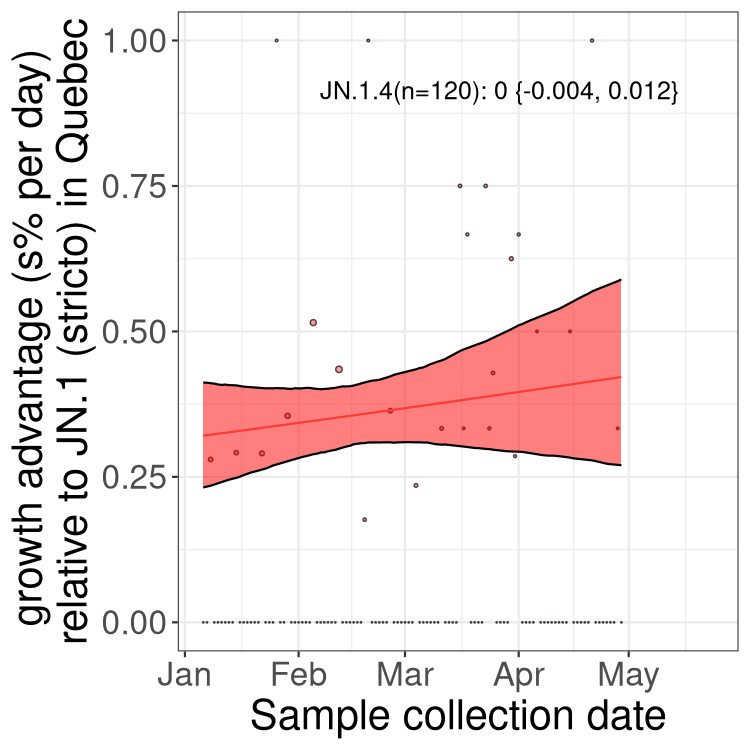 growth advantage (s% per day)
relative to JN.1 (stricto) in Quebec
1.00
0.75
0.50
0.25
0.00
JN.1.4(n=120): 0 {-0.004, 0.012}
Jan Feb Mar Apr May
Sample collection date